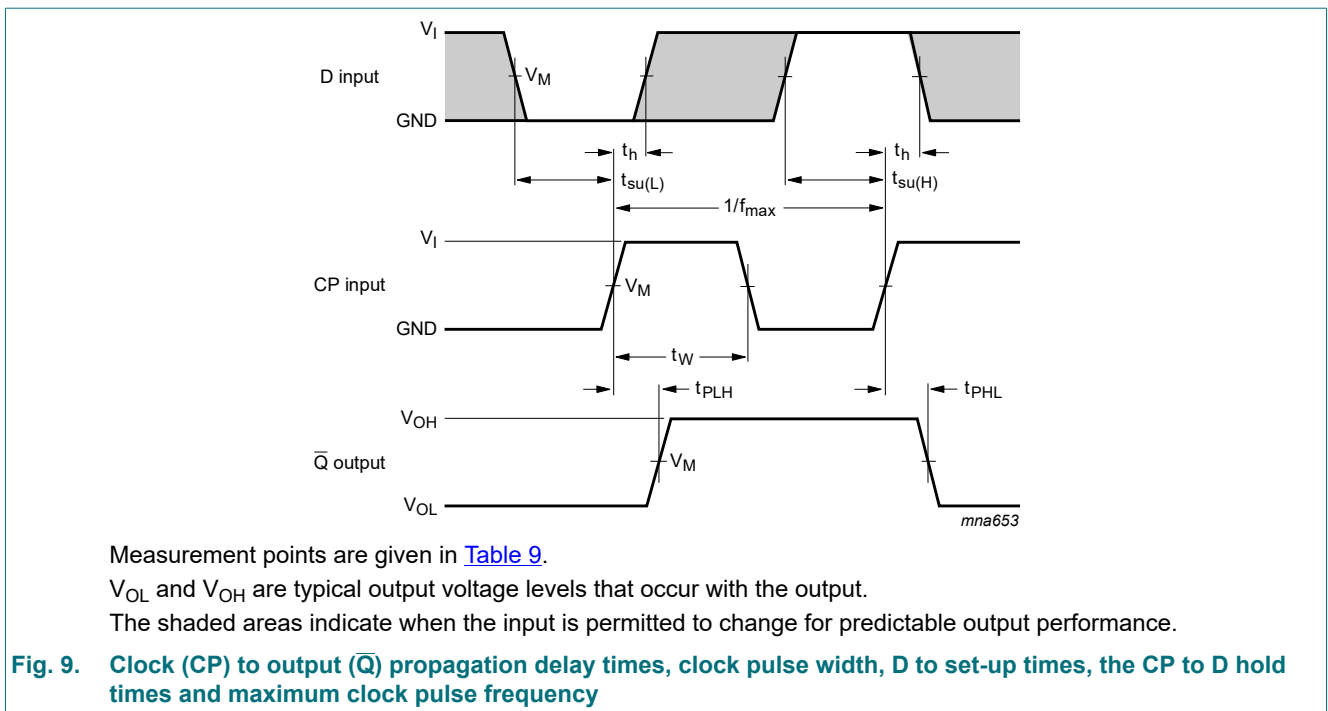 V_I
D input
V_M
GND
t_h
t_h
t_su(L)
t_su(H)
1/f_max
V_I
CP input
V_M
GND
t_W
t_PLH
t_PHL
V_OH
Q̅ output
V_M
V_OL
mna653
Measurement points are given in Table 9.
V_OL and V_OH are typical output voltage levels that occur with the output.
The shaded areas indicate when the input is permitted to change for predictable output performance.
Fig. 9. Clock (CP) to output (Q̅) propagation delay times, clock pulse width, D to set-up times, the CP to D hold
times and maximum clock pulse frequency